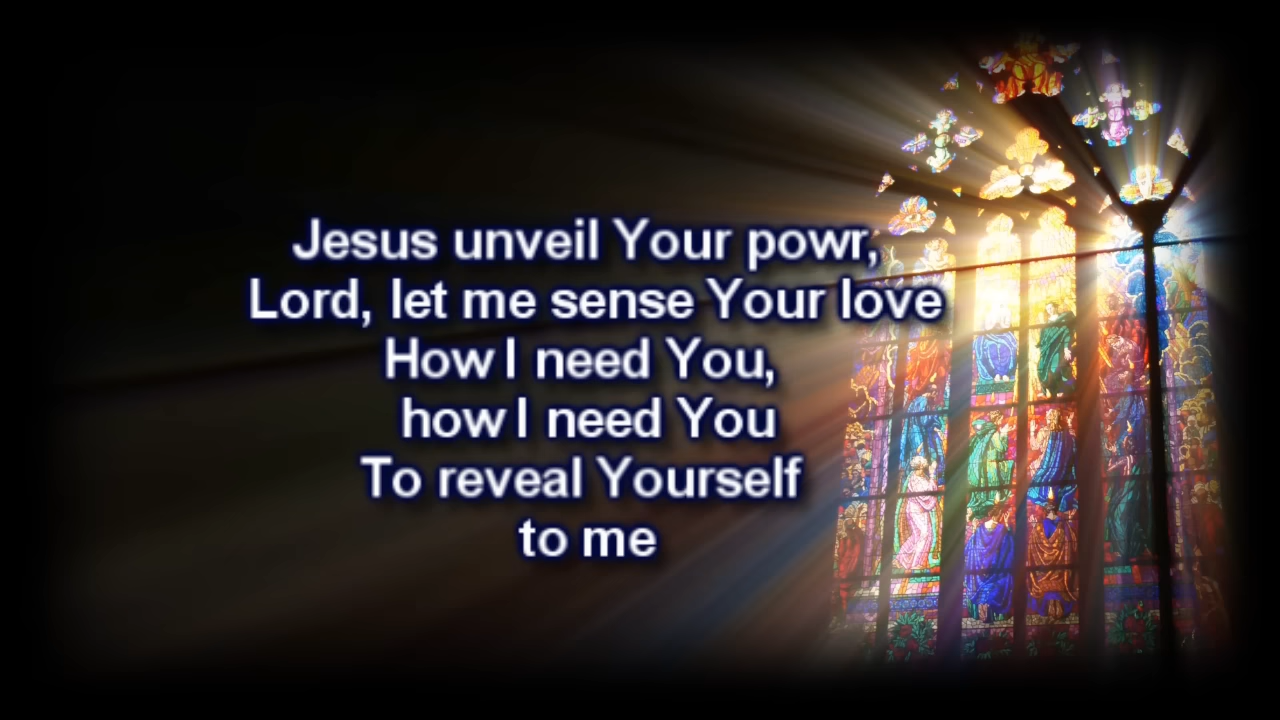 Jesus unveil Your powr,
Lord, let me sense Your love
How I need You,
how I need You
To reveal Yourself
to me